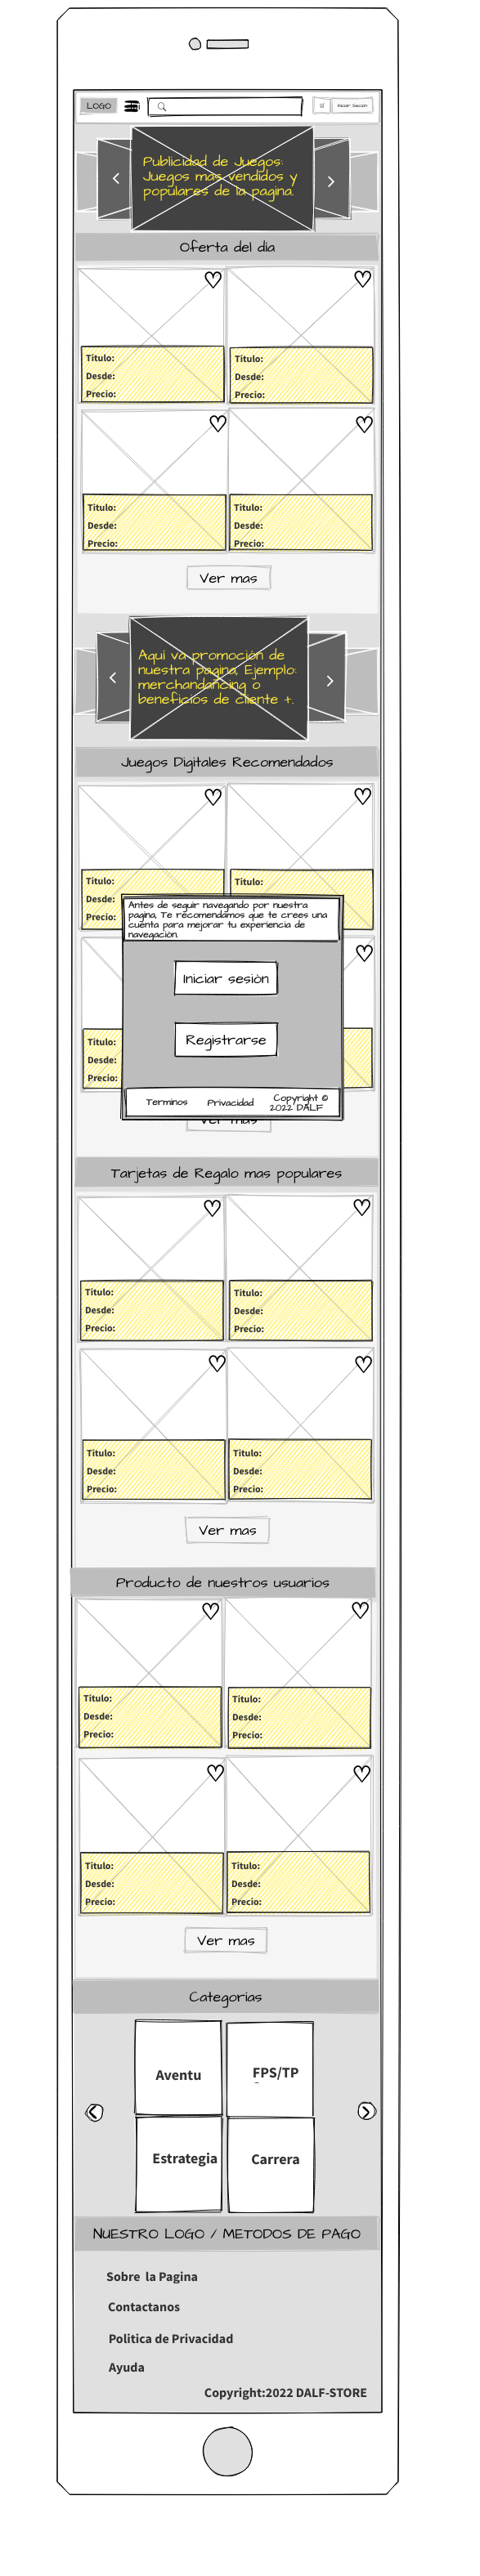 LOGO
Publicidad de Juegos:
Juegos mas vendidos y
populares de la pagina.
Oferta del dia
Titulo:
Desde:
Precio:
Titulo:
Desde:
Precio:
Titulo:
Desde:
Precio:
Titulo:
Desde:
Precio:
Ver mas
Aqui va promoción de
nuestra pagina, Ejemplo:
merchandancing o
beneficios de cliente +.
Juegos Digitales Recomendados
Titulo:
Desde:
Precio:
Titulo:
Antes de seguir navegando por nuestra
pagina, Te recomendamos que te crees una
cuenta para mejorar tu experiencia de
navegación.
Iniciar sesión
Titulo:
Desde:
Precio:
Registrarse
Terminos
Privacidad
Copyright ©
2022 DALF
Ver mas
Tarjetas de Regalo mas populares
Titulo:
Desde:
Precio:
Titulo:
Desde:
Precio:
Titulo:
Desde:
Precio:
Titulo:
Desde:
Precio:
Ver mas
Producto de nuestros usuarios
Titulo:
Desde:
Precio:
Titulo:
Desde:
Precio:
Titulo:
Desde:
Precio:
Titulo:
Desde:
Precio:
Ver mas
Categorias
Aventu
FPS/TP
Estrategia
Carrera
NUESTRO LOGO / METODOS DE PAGO
Sobre la Pagina
Contactanos
Politica de Privacidad
Ayuda
Copyright:2022 DALF-STORE